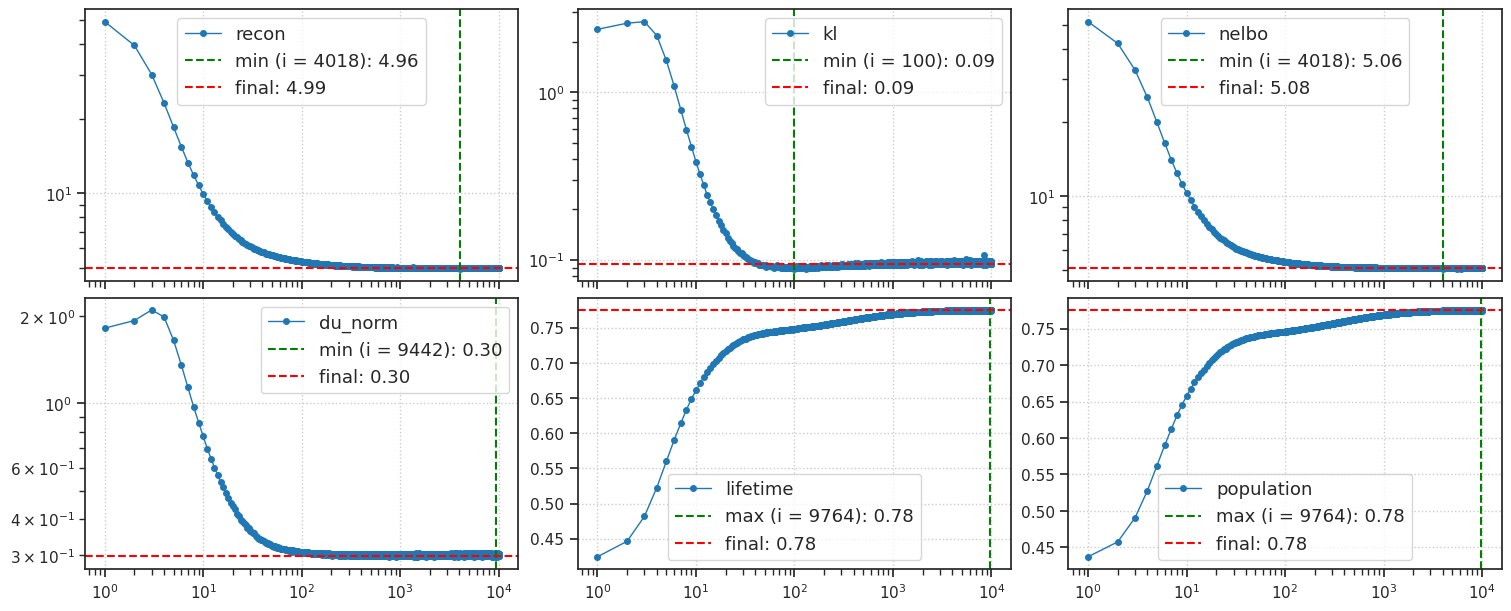 recon
min (i = 4018): 4.96
final: 4.99
10¹
kl
min (i = 100): 0.09
final: 0.09
10⁰
10⁻¹
nelbo
min (i = 4018): 5.06
final: 5.08
10¹
du_norm
min (i = 9442): 0.30
final: 0.30
2 × 10⁰
10⁰
6 × 10⁻¹
4 × 10⁻¹
3 × 10⁻¹
10⁰ 10¹ 10² 10³ 10⁴
lifetime
max (i = 9764): 0.78
final: 0.78
0.75
0.70
0.65
0.60
0.55
0.50
0.45
10⁰ 10¹ 10² 10³ 10⁴
population
max (i = 9764): 0.78
final: 0.78
0.75
0.70
0.65
0.60
0.55
0.50
0.45
10⁰ 10¹ 10² 10³ 10⁴